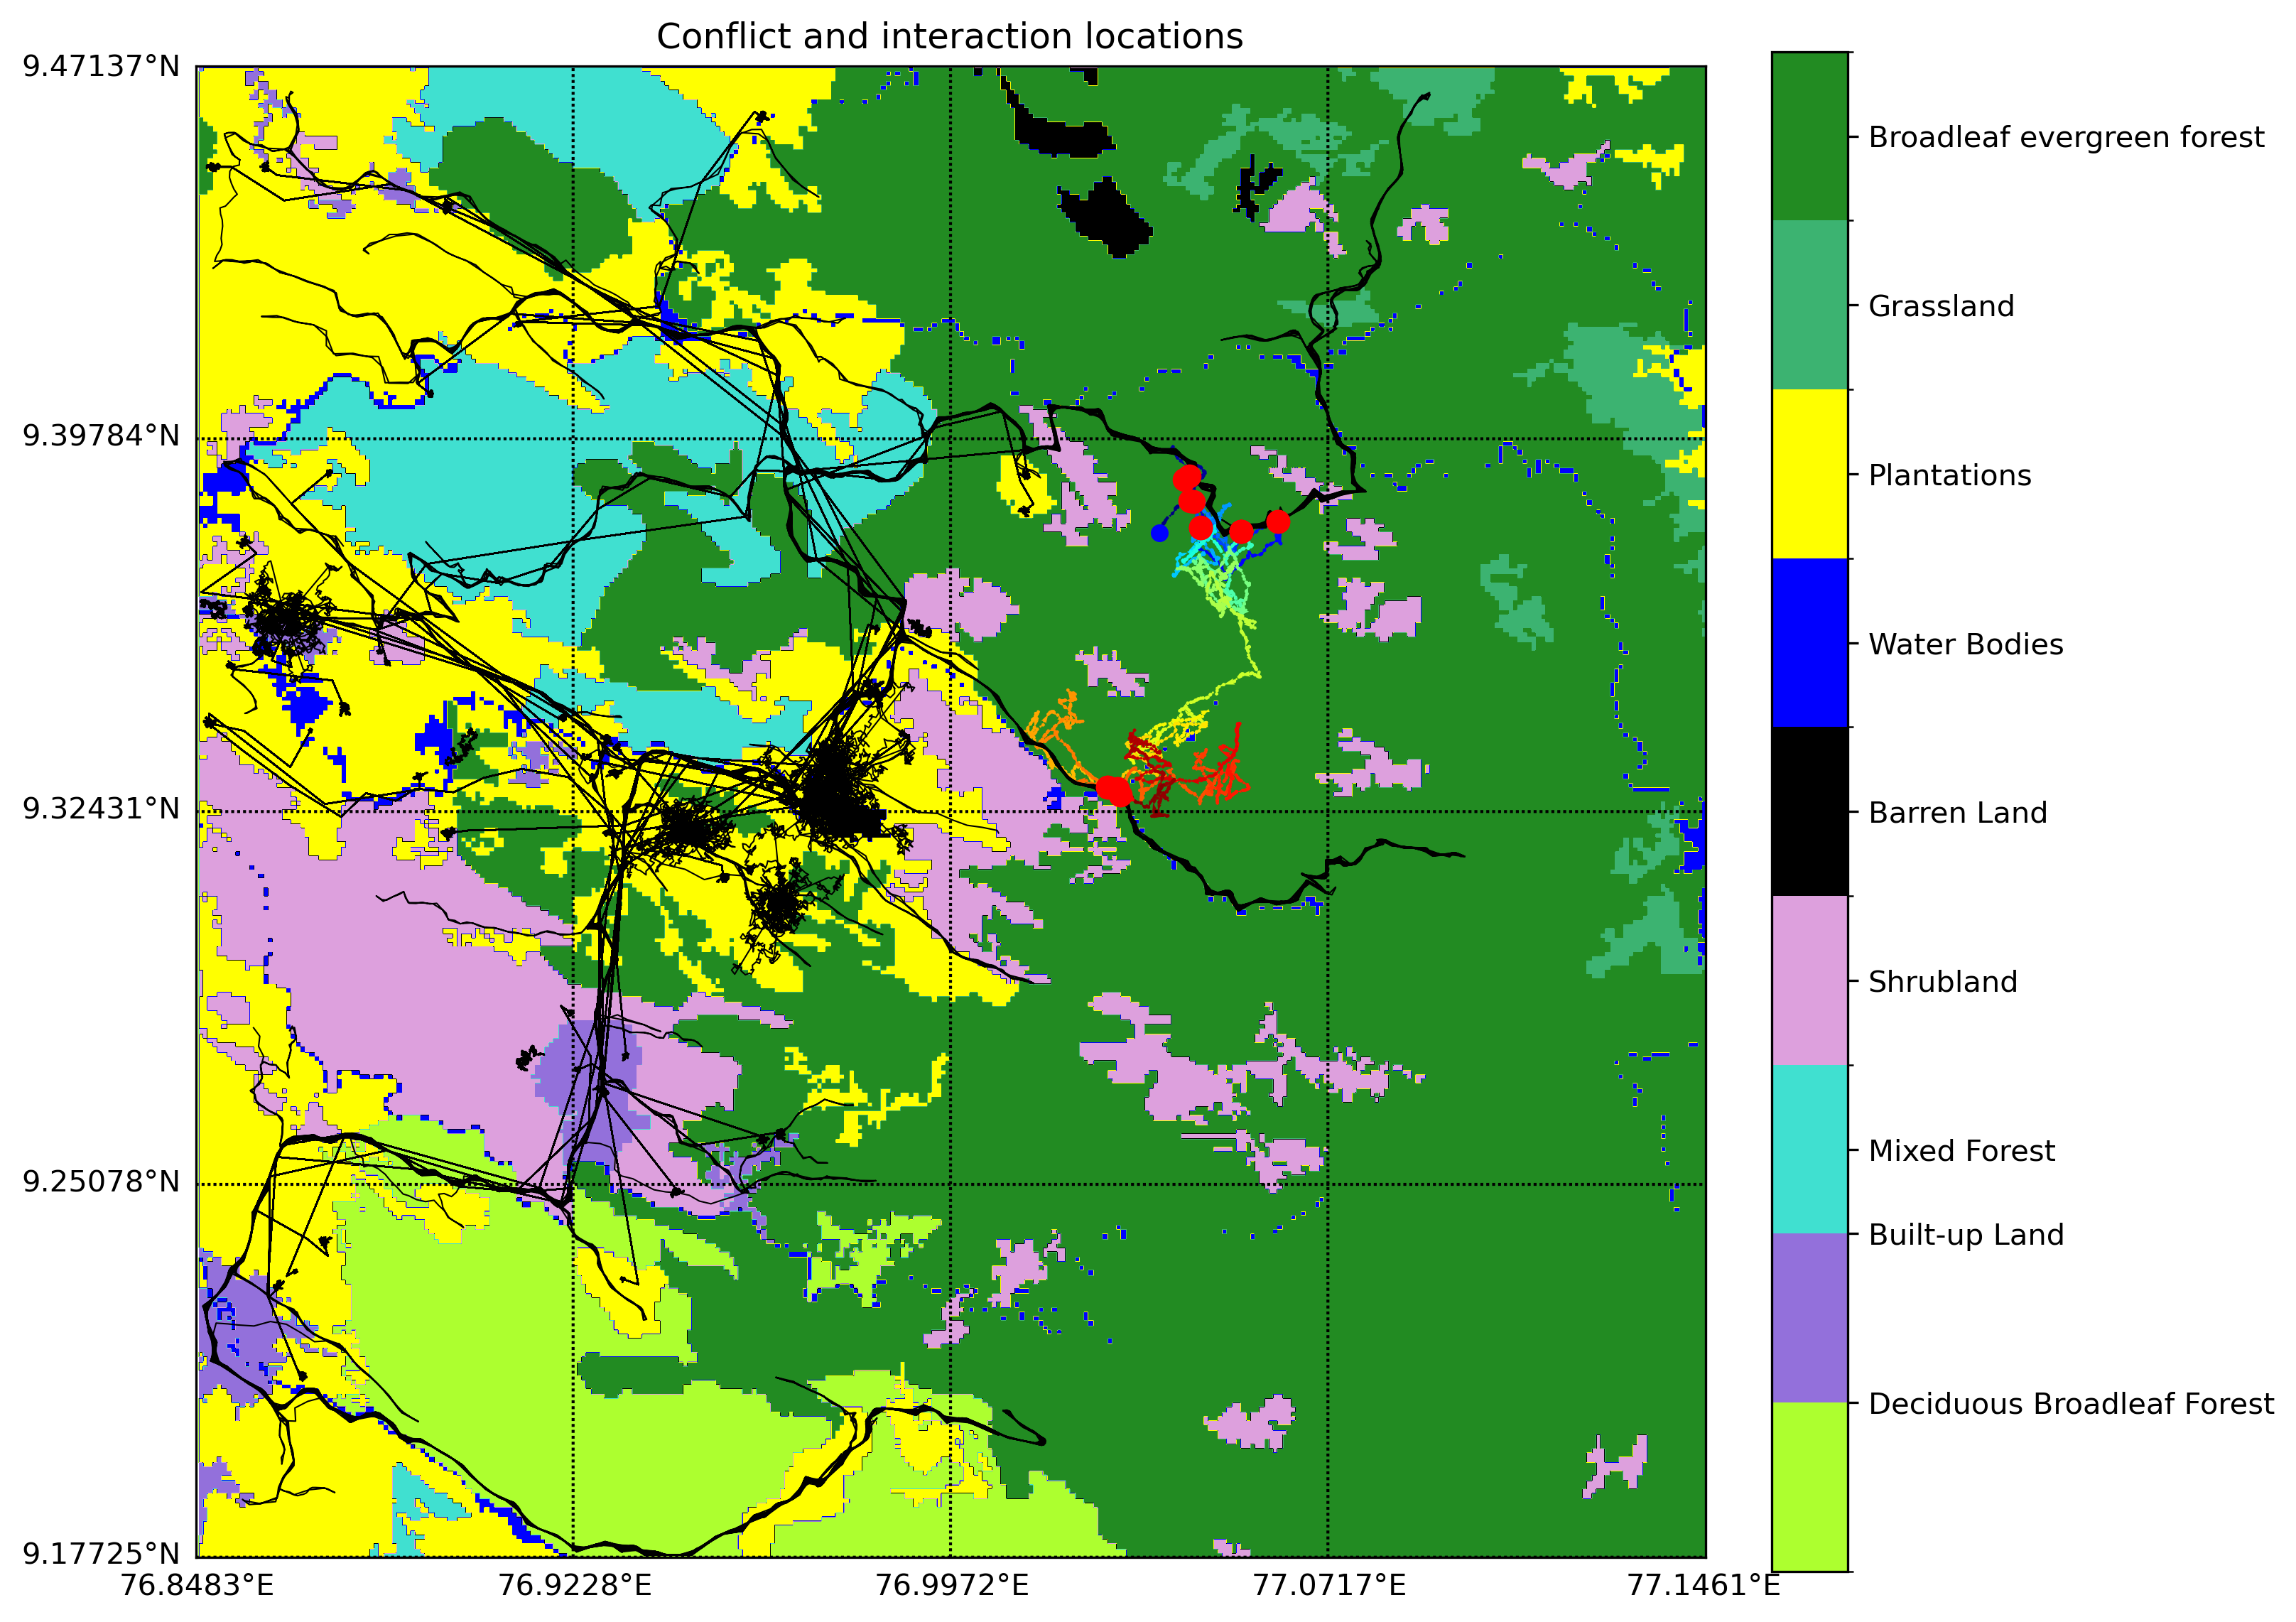 Conflict and interaction locations
9.47137°N
9.39784°N
9.32431°N
9.25078°N
9.17725°N
76.8483°E 76.9228°E 76.9972°E 77.0717°E 77.1461°E
Broadleaf evergreen forest
Grassland
Plantations
Water Bodies
Barren Land
Shrubland
Mixed Forest
Built-up Land
Deciduous Broadleaf Forest